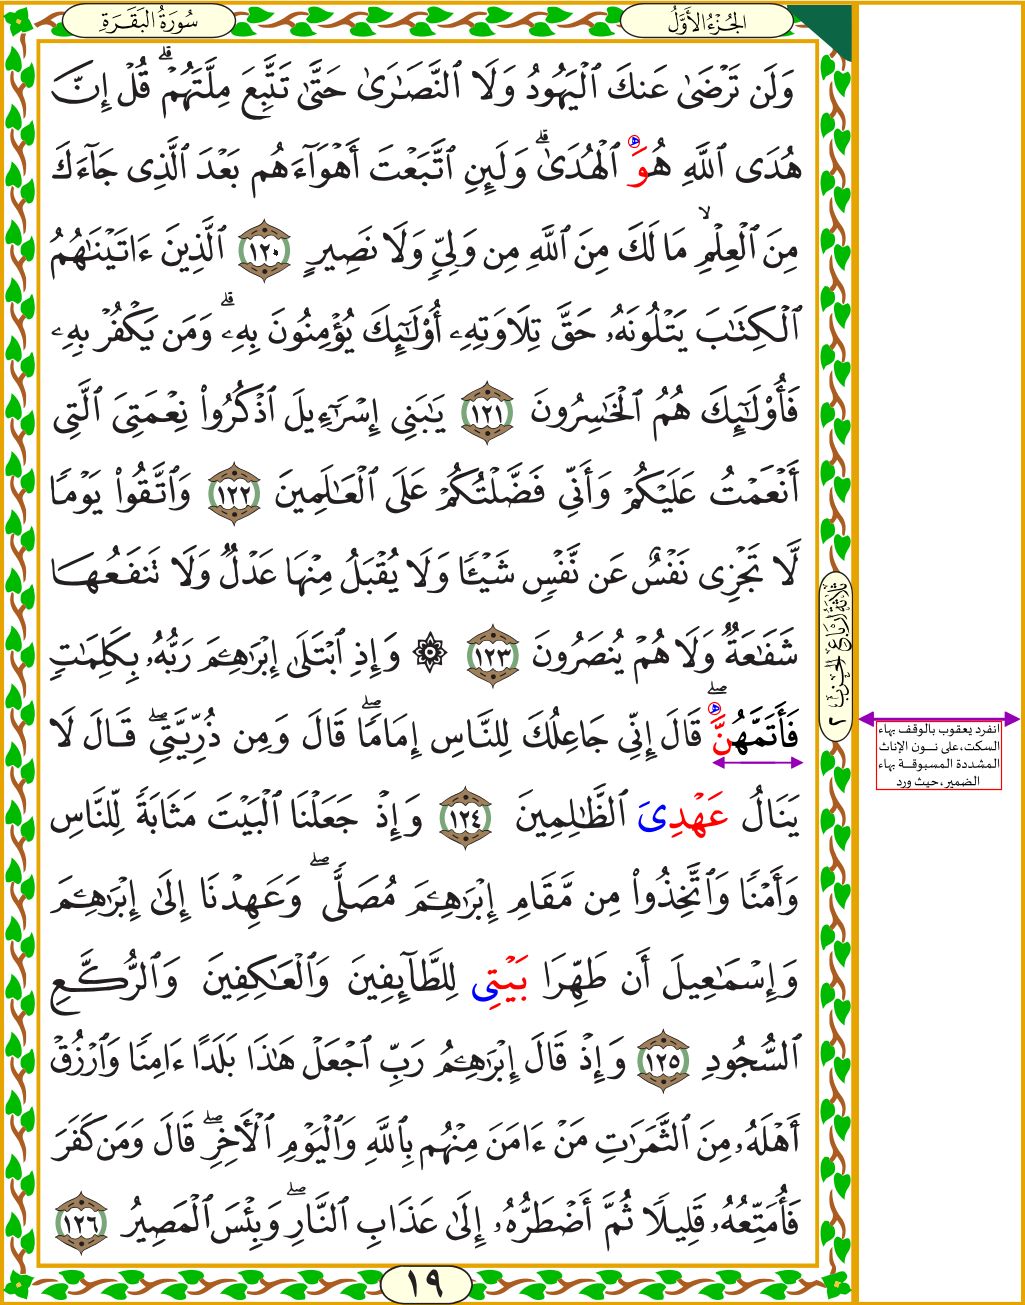 الجُزْءُ الأَوَّلُ
سُورَةُ البَقَرَةِ
وَلَن تَرْضَىٰ عَنكَ ٱلْيَهُودُ وَلَا ٱلنَّصَـٰرَىٰ حَتَّىٰ تَتَّبِعَ مِلَّتَهُمْ ۗ قُلْ إِنَّ
هُدَى ٱللَّهِ هُوَ ٱلْهُدَىٰ ۗ وَلَئِنِ ٱتَّبَعْتَ أَهْوَآءَهُم بَعْدَ ٱلَّذِى جَآءَكَ
مِنَ ٱلْعِلْمِ ۙ مَا لَكَ مِنَ ٱللَّهِ مِن وَلِىٍّ وَلَا نَصِيرٍ ١٢٠ ٱلَّذِينَ ءَاتَيْنَـٰهُمُ
ٱلْكِتَـٰبَ يَتْلُونَهُۥ حَقَّ تِلَاوَتِهِۦٓ أُو۟لَـٰٓئِكَ يُؤْمِنُونَ بِهِۦ ۗ وَمَن يَكْفُرْ بِهِۦ
فَأُو۟لَـٰٓئِكَ هُمُ ٱلْخَـٰسِرُونَ ١٢١ يَـٰبَنِىٓ إِسْرَٰٓءِيلَ ٱذْكُرُوا۟ نِعْمَتِىَ ٱلَّتِىٓ
أَنْعَمْتُ عَلَيْكُمْ وَأَنِّى فَضَّلْتُكُمْ عَلَى ٱلْعَـٰلَمِينَ ١٢٢ وَٱتَّقُوا۟ يَوْمًا
لَّا تَجْزِى نَفْسٌ عَن نَّفْسٍ شَيْـًٔا وَلَا يُقْبَلُ مِنْهَا عَدْلٌ وَلَا تَنفَعُهَا
شَفَـٰعَةٌ وَلَا هُمْ يُنصَرُونَ ١٢٣ ۞ وَإِذِ ٱبْتَلَىٰٓ إِبْرَٰهِـۧمَ رَبُّهُۥ بِكَلِمَـٰتٍ
فَأَتَمَّهُنَّ ۖ قَالَ إِنِّى جَاعِلُكَ لِلنَّاسِ إِمَامًا ۖ قَالَ وَمِن ذُرِّيَّتِى ۖ قَالَ لَا
يَنَالُ عَهْدِىَ ٱلظَّـٰلِمِينَ ١٢٤ وَإِذْ جَعَلْنَا ٱلْبَيْتَ مَثَابَةً لِّلنَّاسِ
وَأَمْنًا وَٱتَّخِذُوا۟ مِن مَّقَامِ إِبْرَٰهِـۧمَ مُصَلًّى ۖ وَعَهِدْنَآ إِلَىٰٓ إِبْرَٰهِـۧمَ
وَإِسْمَـٰعِيلَ أَن طَهِّرَا بَيْتِى لِلطَّآئِفِينَ وَٱلْعَـٰكِفِينَ وَٱلرُّكَّعِ
ٱلسُّجُودِ ١٢٥ وَإِذْ قَالَ إِبْرَٰهِـۧمُ رَبِّ ٱجْعَلْ هَـٰذَا بَلَدًا ءَامِنًا وَٱرْزُقْ
أَهْلَهُۥ مِنَ ٱلثَّمَرَٰتِ مَنْ ءَامَنَ مِنْهُم بِٱللَّهِ وَٱلْيَوْمِ ٱلْـَٔاخِرِ ۖ قَالَ وَمَن كَفَرَ
فَأُمَتِّعُهُۥ قَلِيلًا ثُمَّ أَضْطَرُّهُۥٓ إِلَىٰ عَذَابِ ٱلنَّارِ ۖ وَبِئْسَ ٱلْمَصِيرُ ١٢٦
ثَلَاثَةُ أَرْبَاعِ الحِزْبِ ٢
انفرد يعقوب بالوقف بهاء
السكت،على نـون الإناث
المشددة المسبوقـة بهاء
الضمير،حيث ورد
١٩